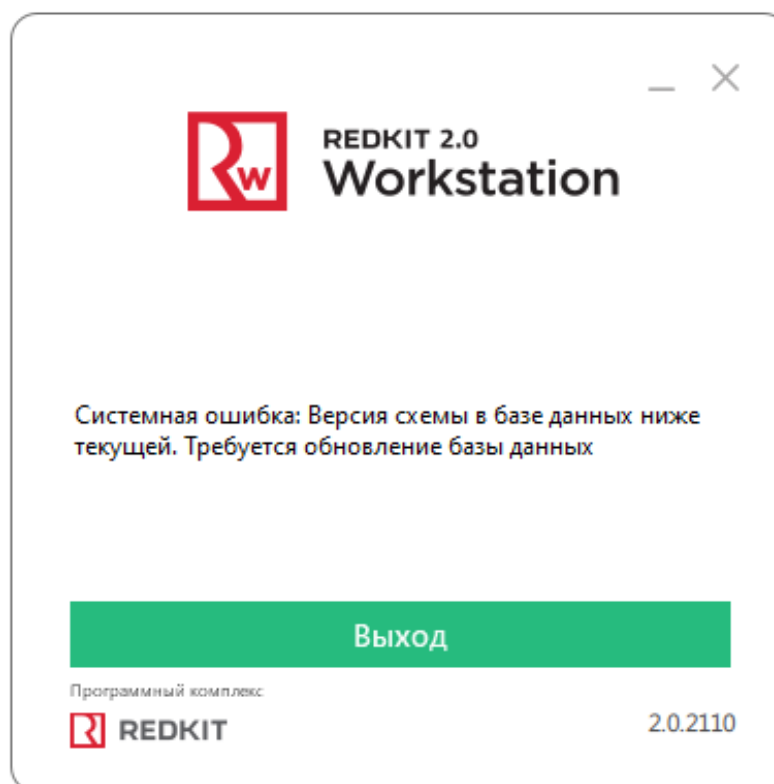 Rw
REDKIT 2.0
Workstation
Системная ошибка: Версия схемы в базе данных ниже
текущей. Требуется обновление базы данных
Выход
Программный комплекс
REDKIT
2.0.2110